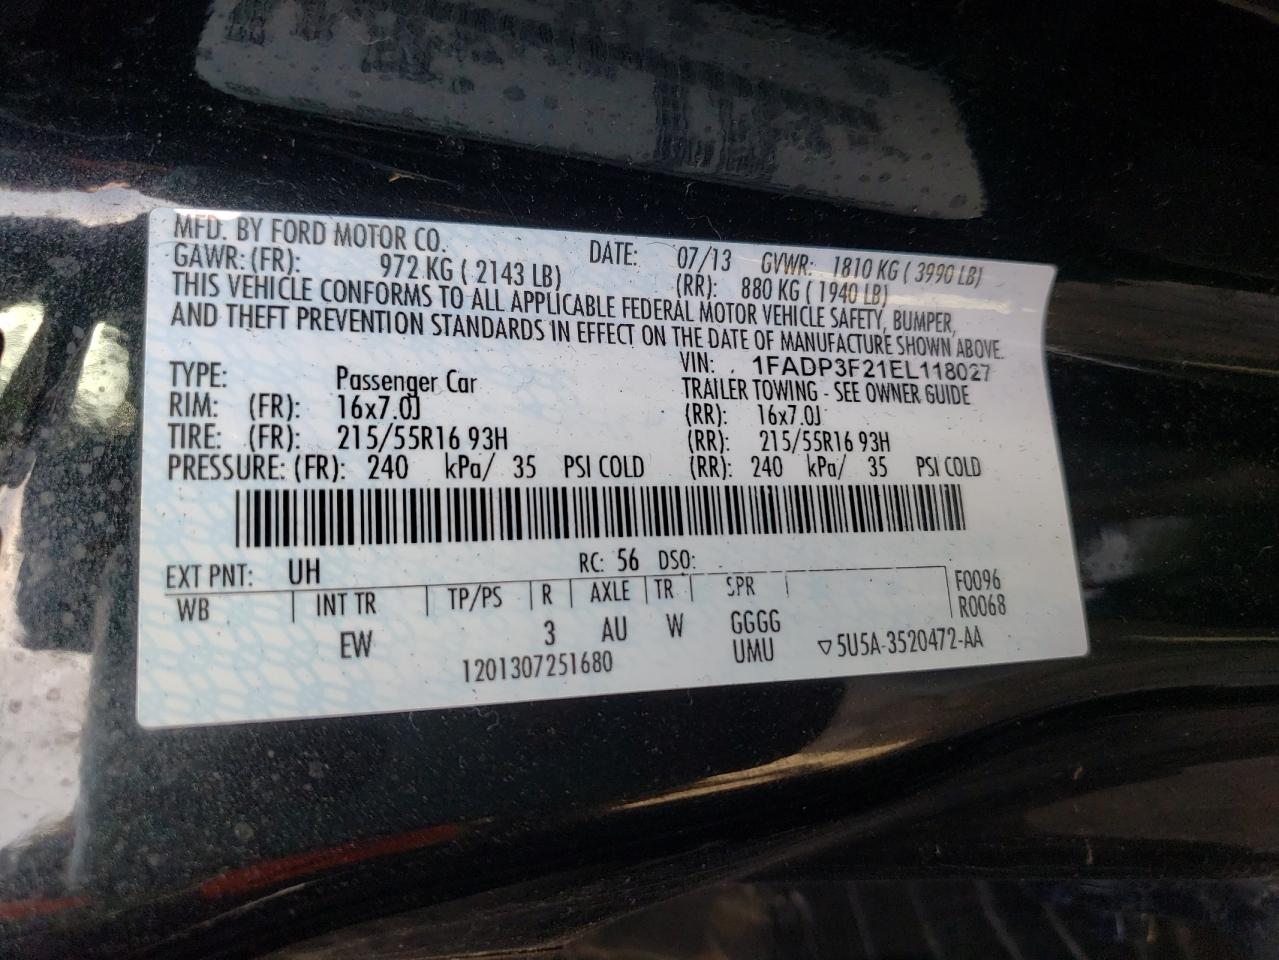 MFD. BY FORD MOTOR CO. DATE: 07/13 GVWR: 1810 KG ( 3990 LB)
GAWR: (FR): 972 KG ( 2143 LB) (RR): 880 KG ( 1940 LB)
THIS VEHICLE CONFORMS TO ALL APPLICABLE FEDERAL MOTOR VEHICLE SAFETY, BUMPER,
AND THEFT PREVENTION STANDARDS IN EFFECT ON THE DATE OF MANUFACTURE SHOWN ABOVE.
VIN: 1FADP3F21EL118027
TYPE: Passenger Car TRAILER TOWING - SEE OWNER GUIDE
RIM: (FR): 16x7.0J (RR): 16x7.0J
TIRE: (FR): 215/55R16 93H (RR): 215/55R16 93H
PRESSURE: (FR): 240 kPa/ 35 PSI COLD (RR): 240 kPa/ 35 PSI COLD
EXT PNT: UH RC: 56 DSO:
WB INT TR TP/PS R AXLE TR SPR F0096
R0068
EW 3 AU W GGGG
UMU ▽5U5A-3520472-AA
1201307251680